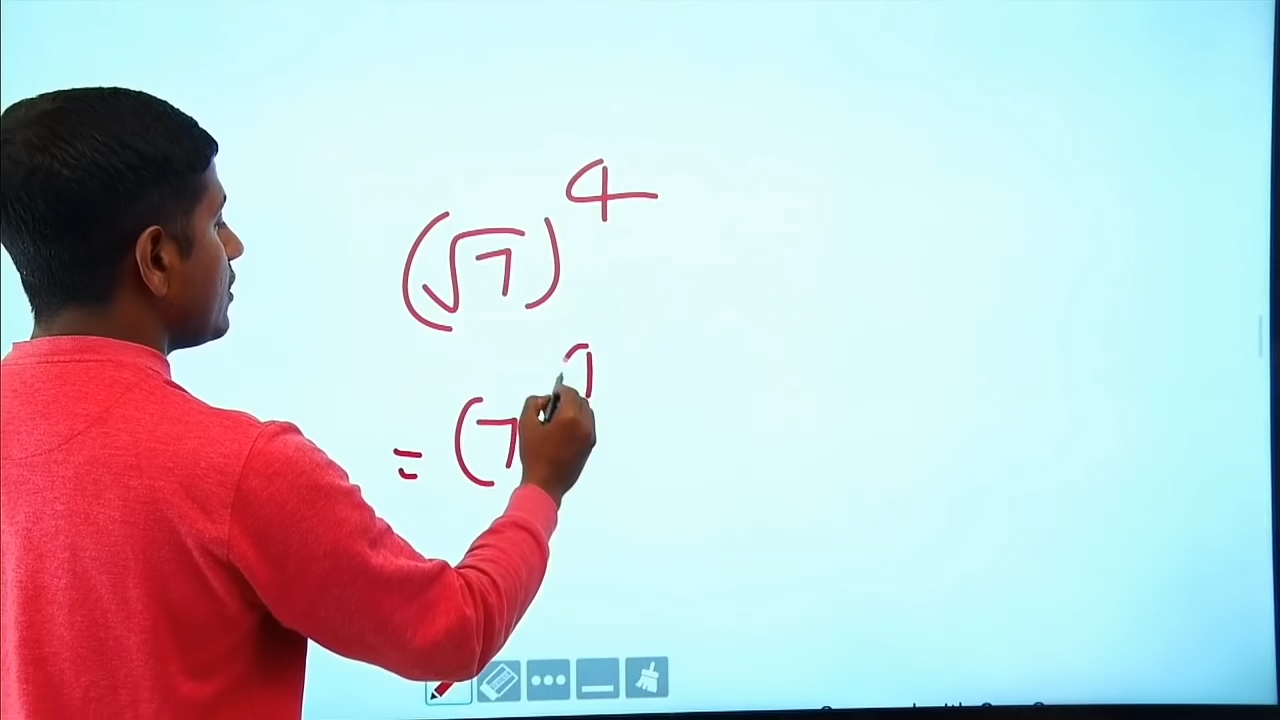 (√7)⁴
= (7